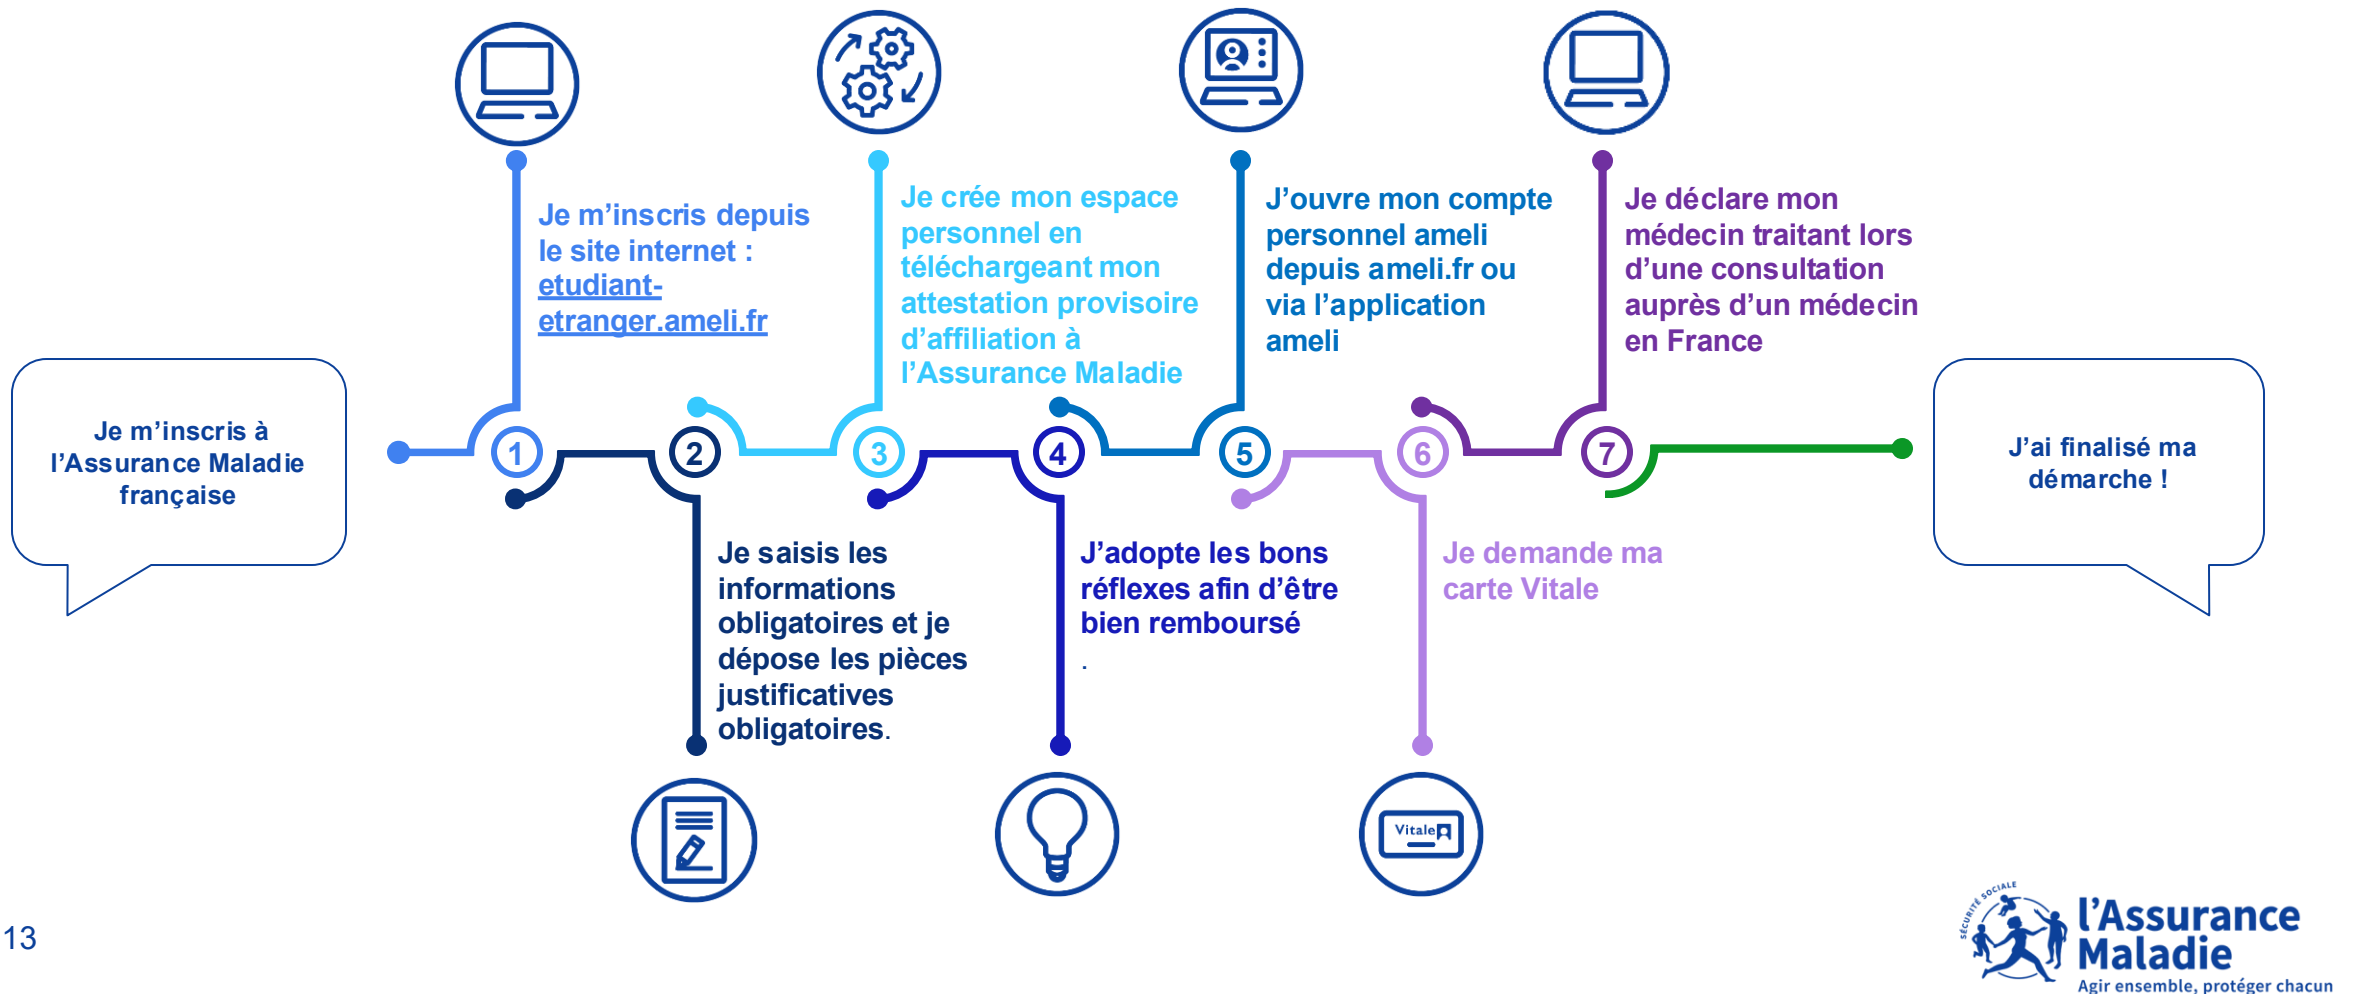 Je m’inscris à
l’Assurance Maladie
française
1
Je m’inscris depuis
le site internet :
etudiant-
etranger.ameli.fr
2
Je saisis les
informations
obligatoires et je
dépose les pièces
justificatives
obligatoires.
3
Je crée mon espace
personnel en
téléchargeant mon
attestation provisoire
d’affiliation à
l’Assurance Maladie
4
J’adopte les bons
réflexes afin d’être
bien remboursé
.
5
J’ouvre mon compte
personnel ameli
depuis ameli.fr ou
via l’application
ameli
6
Je demande ma
carte Vitale
Vitale
7
Je déclare mon
médecin traitant lors
d’une consultation
auprès d’un médecin
en France
J’ai finalisé ma
démarche !
13
SÉCURITÉ SOCIALE
l’Assurance
Maladie
Agir ensemble, protéger chacun